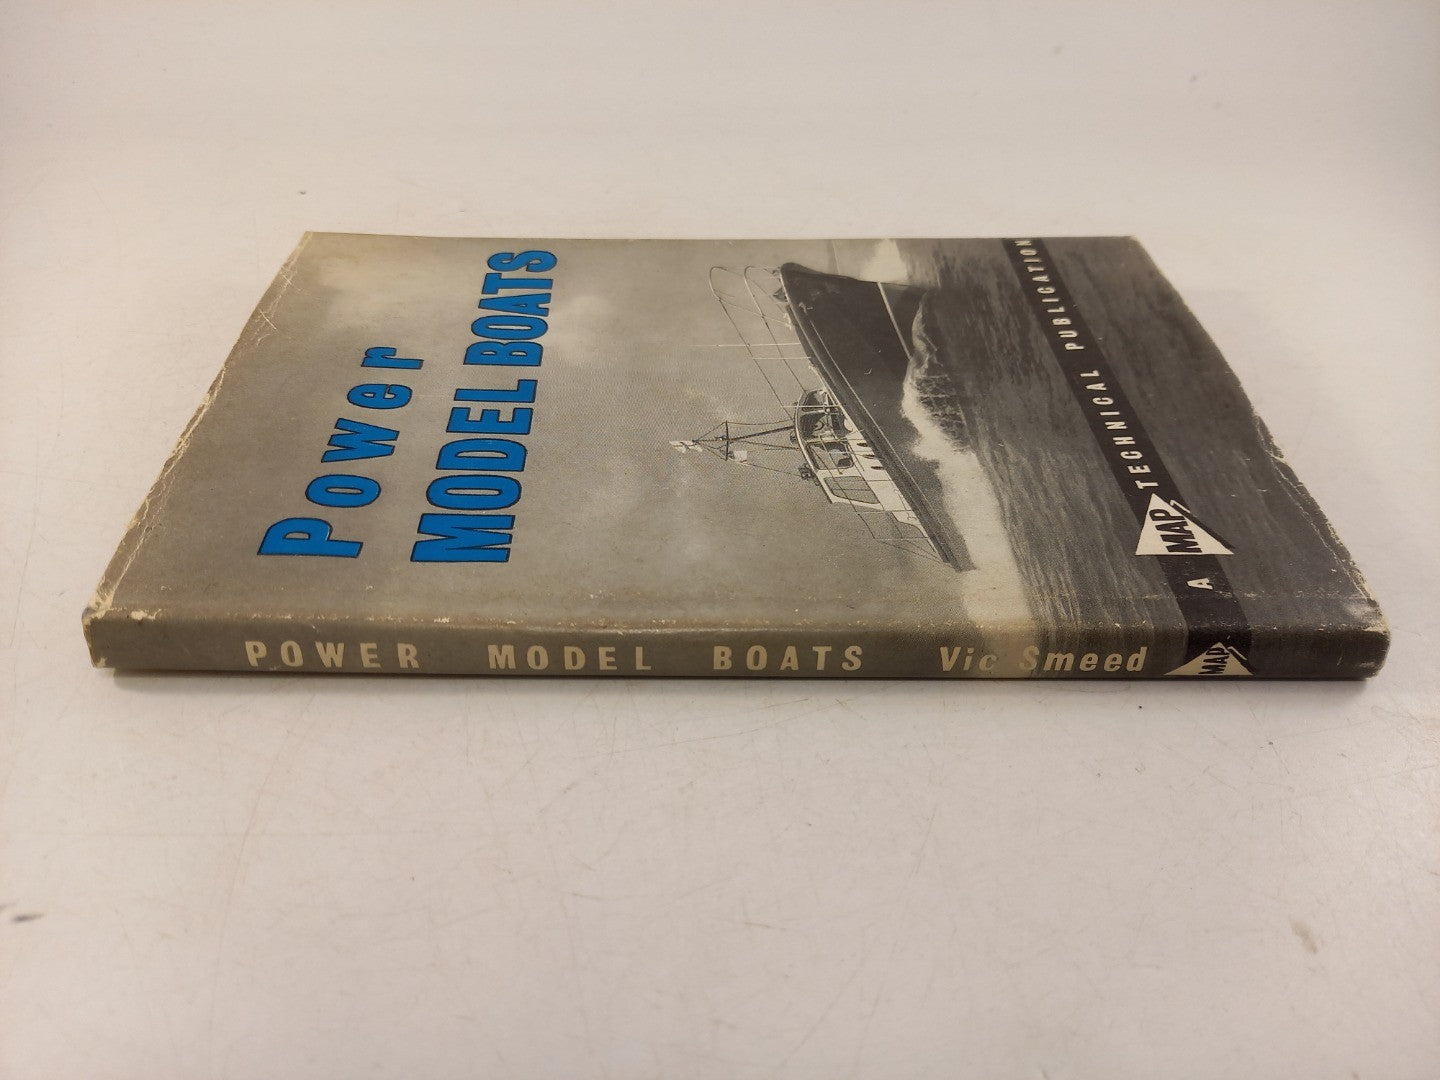 Power
MODEL BOATS
A MAP TECHNICAL PUBLICATION
POWER MODEL BOATS Vic Smeed MAP